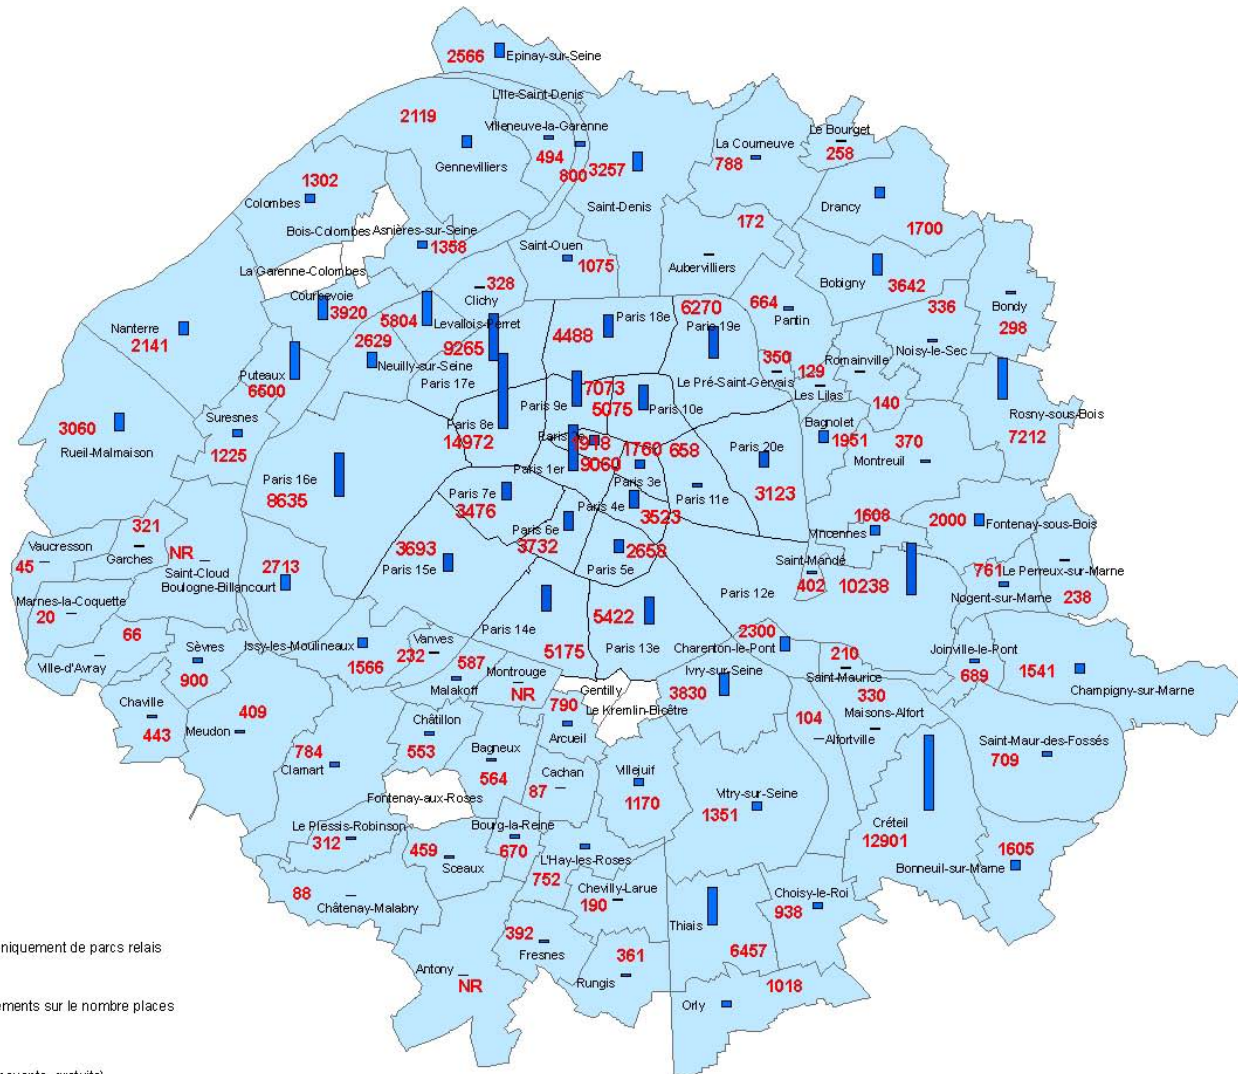 2566 Epinay-sur-Seine
L'Ile-Saint-Denis
2119
Villeneuve-la-Garenne
Gennevilliers
494
800
3257
Saint-Denis
La Courneuve
788
Le Bourget
258
1302
Colombes
Drancy
1700
172
Aubervilliers
Bois-Colombes
Asnières-sur-Seine
1358
Saint-Ouen
1075
La Garenne-Colombes
328
Clichy
Bobigny
3642
336
Bondy
298
Courbevoie
3920
5804
Levallois-Perret
6270
Paris 19e
664
Pantin
Noisy-le-Sec
Nanterre
2141
2629
Neuilly-sur-Seine
9265
Paris 17e
4488
Paris 18e
350
Le Pré-Saint-Gervais
129
Les Lilas
Romainville
140
Puteaux
6500
Suresnes
1225
7073
Paris 9e
5075
Paris 10e
Rosny-sous-Bois
7212
3060
Rueil-Malmaison
Paris 8e
14972
918
9060
Paris 1er
1760
Paris 3e
658
Paris 11e
Paris 20e
3123
Bagnolet
1951
370
Montreuil
Paris 16e
8635
Paris 7e
3476
Paris 6e
3732
Paris 4e
3523
1608
Vincennes
2000
Fontenay-sous-Bois
321
Garches
Vaucresson
45
NR
Saint-Cloud
Boulogne-Billancourt
2713
3693
Paris 15e
2658
Paris 5e
Saint-Mandé
402
10238
Paris 12e
761
Nogent-sur-Marne
Le Perreux-sur-Marne
238
Marnes-la-Coquette
20
66
Ville-d'Avray
Sèvres
900
Issy-les-Moulineaux
1566
Vanves
232
587
Malakoff
Montrouge
NR
Paris 14e
5175
5422
Paris 13e
2300
Charenton-le-Pont
210
Saint-Maurice
Joinville-le-Pont
689
1541
Champigny-sur-Marne
Chaville
443
409
Meudon
Gentilly
Le Kremlin-Bicêtre
Ivry-sur-Seine
3830
330
Maisons-Alfort
104
Alfortville
Châtillon
553
790
Arcueil
784
Clamart
Bagneux
564
Cachan
87
Villejuif
1170
Vitry-sur-Seine
1351
Saint-Maur-des-Fossés
709
Fontenay-aux-Roses
Le Plessis-Robinson
312
Bourg-la-Reine
670
459
Sceaux
L'Hay-les-Roses
752
Créteil
12901
Bonneuil-sur-Marne
1605
88
Châtenay-Malabry
Chevilly-Larue
190
Thiais
6457
Choisy-le-Roi
938
392
Fresnes
361
Rungis
Antony
NR
Orly
1018
niquement de parcs relais
ements sur le nombre places